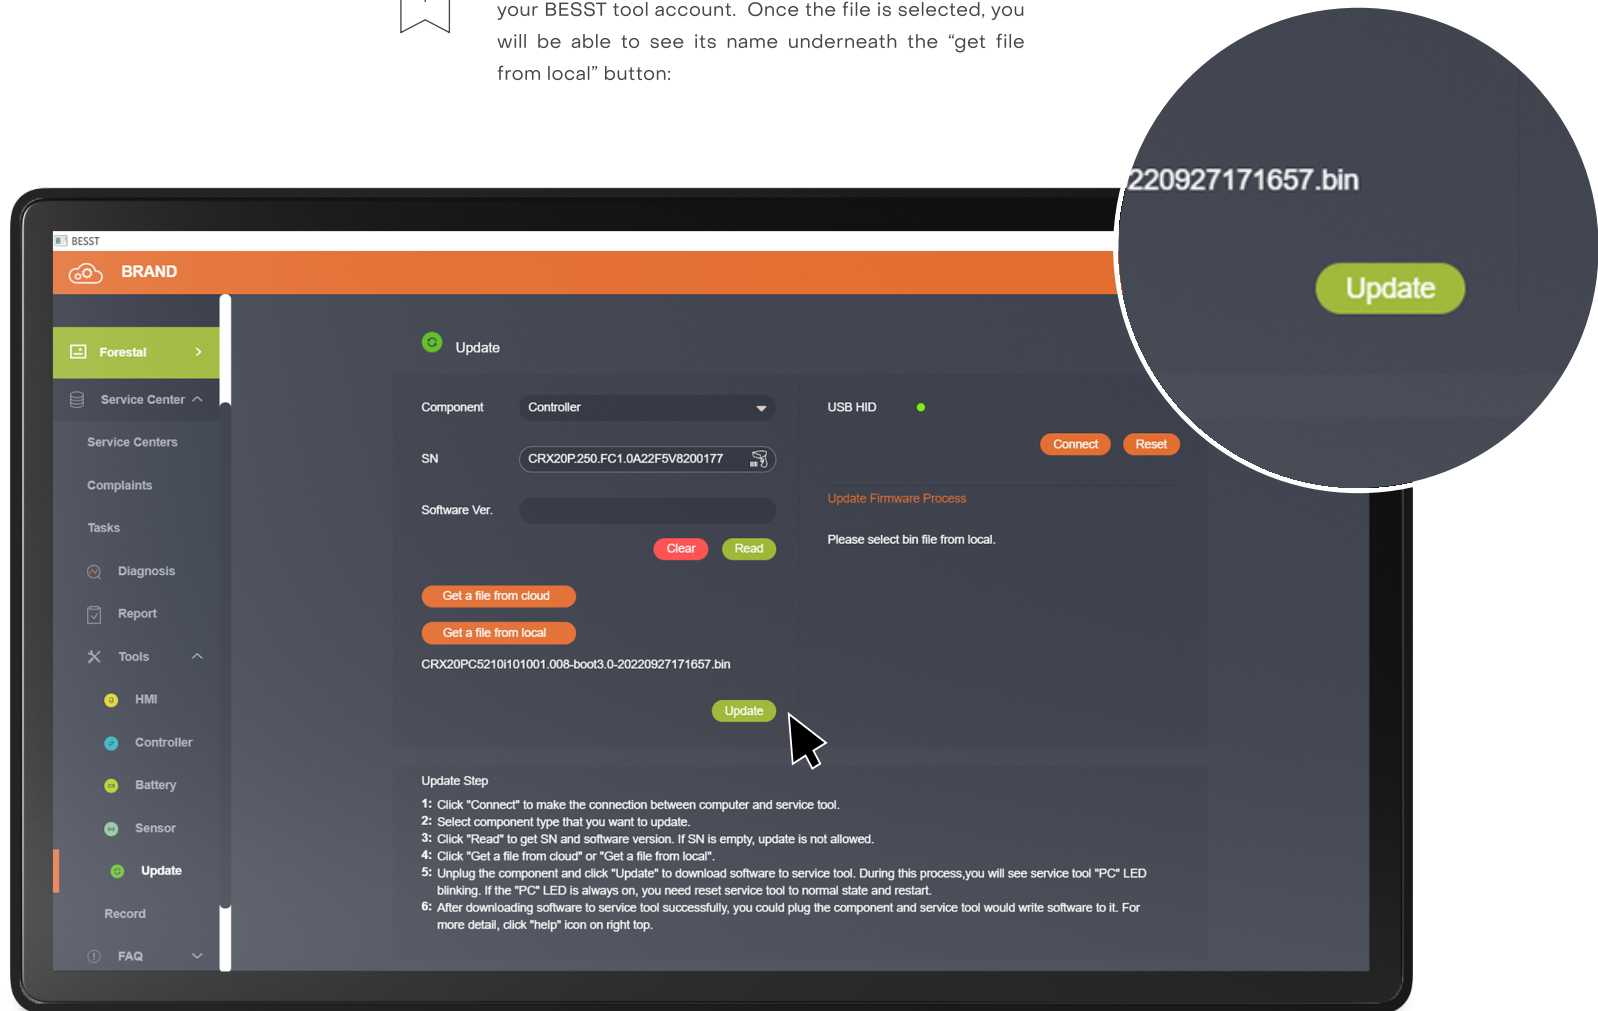 your BESST tool account. Once the file is selected, you
will be able to see its name underneath the “get file
from local” button:
220927171657.bin
Update
BESST
BRAND
Forestal
Service Center
Service Centers
Complaints
Tasks
Diagnosis
Report
Tools
HMI
Controller
Battery
Sensor
Update
Record
FAQ
Update
Component
Controller
SN
CRX20P.250.FC1.0A22F5V8200177
Software Ver.
Clear
Read
Get a file from cloud
Get a file from local
CRX20PC5210i101001.008-boot3.0-20220927171657.bin
Update
USB HID
Connect
Reset
Update Firmware Process
Please select bin file from local.
Update Step
1: Click "Connect" to make the connection between computer and service tool.
2: Select component type that you want to update.
3: Click "Read" to get SN and software version. If SN is empty, update is not allowed.
4: Click "Get a file from cloud" or "Get a file from local".
5: Unplug the component and click "Update" to download software to service tool. During this process,you will see service tool "PC" LED
blinking. If the "PC" LED is always on, you need reset service tool to normal state and restart.
6: After downloading software to service tool successfully, you could plug the component and service tool would write software to it. For
more detail, click "help" icon on right top.